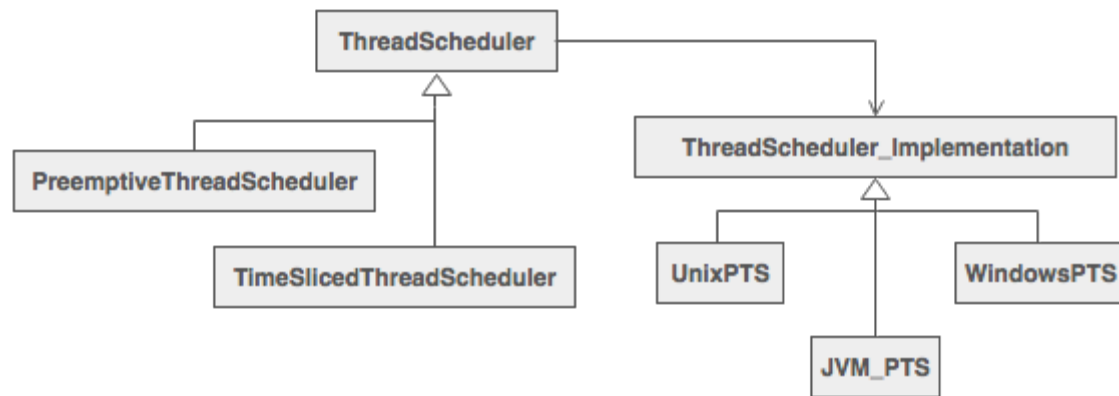 ThreadScheduler
ThreadScheduler_Implementation
PreemptiveThreadScheduler
TimeSlicedThreadScheduler
UnixPTS
WindowsPTS
JVM_PTS